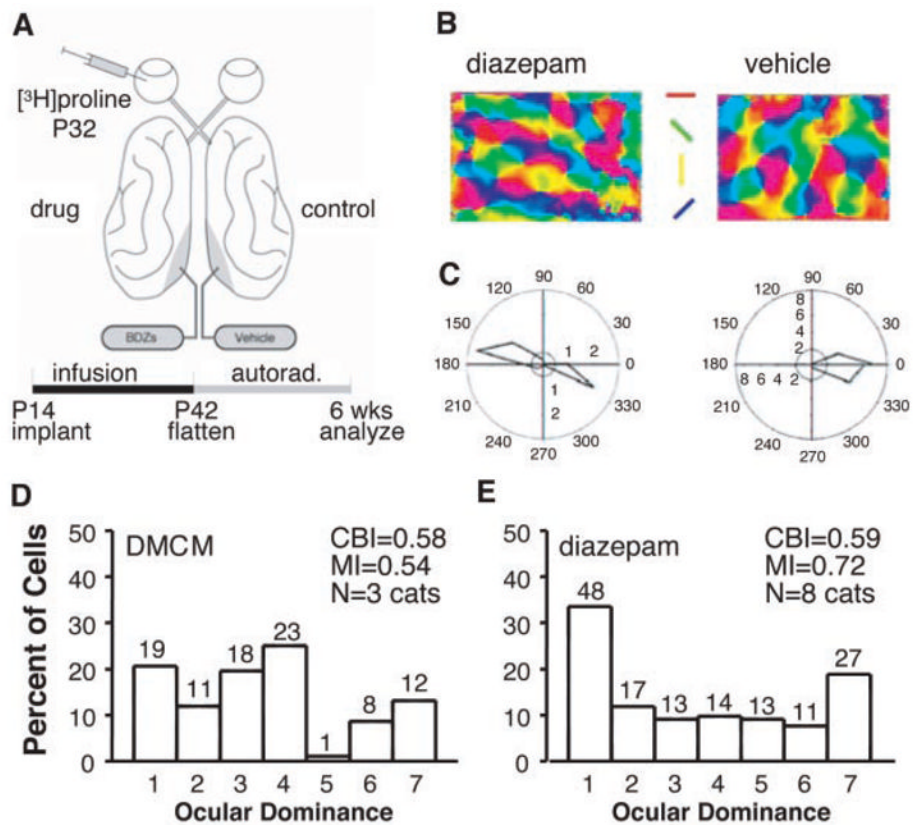 A
[³H]proline
P32
drug
control
BDZs
Vehicle
infusion
autorad.
P14
implant
P42
flatten
6 wks
analyze
B
diazepam
vehicle
C
90
120
60
150
30
180
0
210
330
240
300
270
1 2
1
2
90
120
60
150
30
180
0
210
330
240
300
270
8
6
4
2
8 6 4 2
D
DMCM
CBI=0.58
MI=0.54
N=3 cats
Percent of Cells
50
40
30
20
10
0
19
11
18
23
1
8
12
1 2 3 4 5 6 7
Ocular Dominance
E
diazepam
CBI=0.59
MI=0.72
N=8 cats
50
40
30
20
10
0
48
17
13
14
13
11
27
1 2 3 4 5 6 7
Ocular Dominance